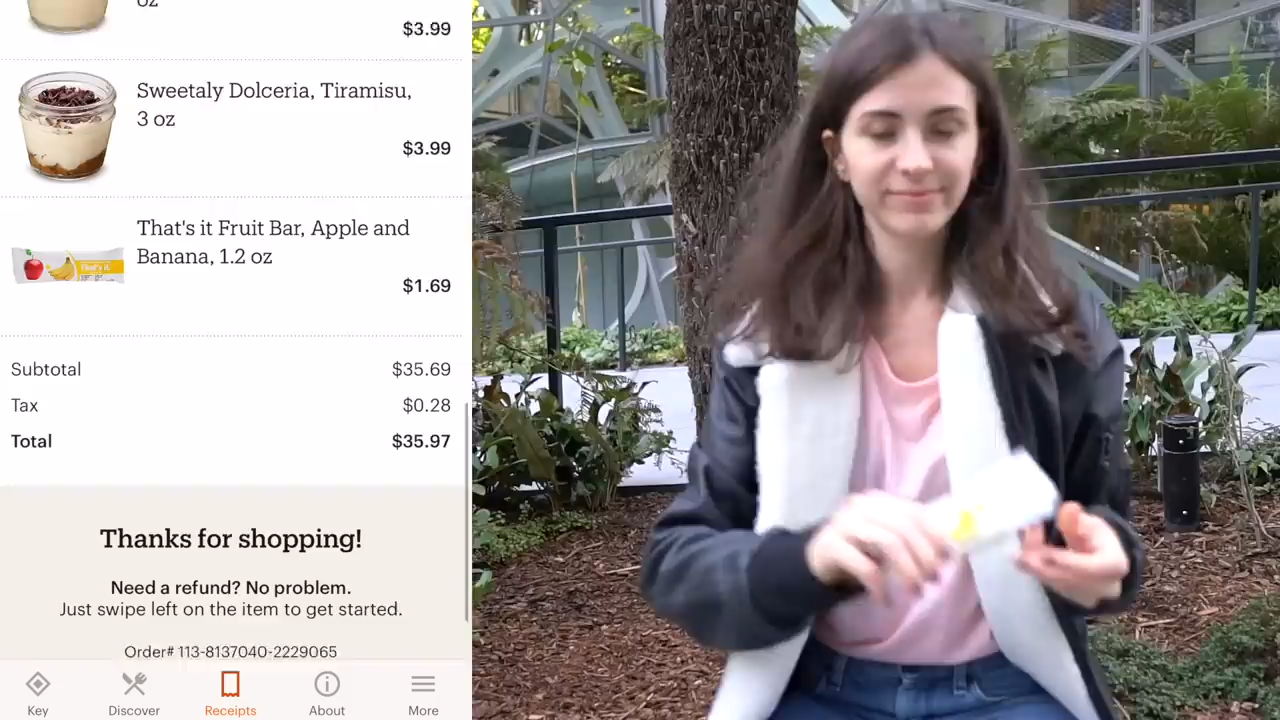 oz
$3.99
Sweetaly Dolceria, Tiramisu,
3 oz
$3.99
That's it Fruit Bar, Apple and
Banana, 1.2 oz
$1.69
That's it.
Subtotal $35.69
Tax $0.28
Total $35.97
Thanks for shopping!
Need a refund? No problem.
Just swipe left on the item to get started.
Order# 113-8137040-2229065
Key Discover Receipts About More